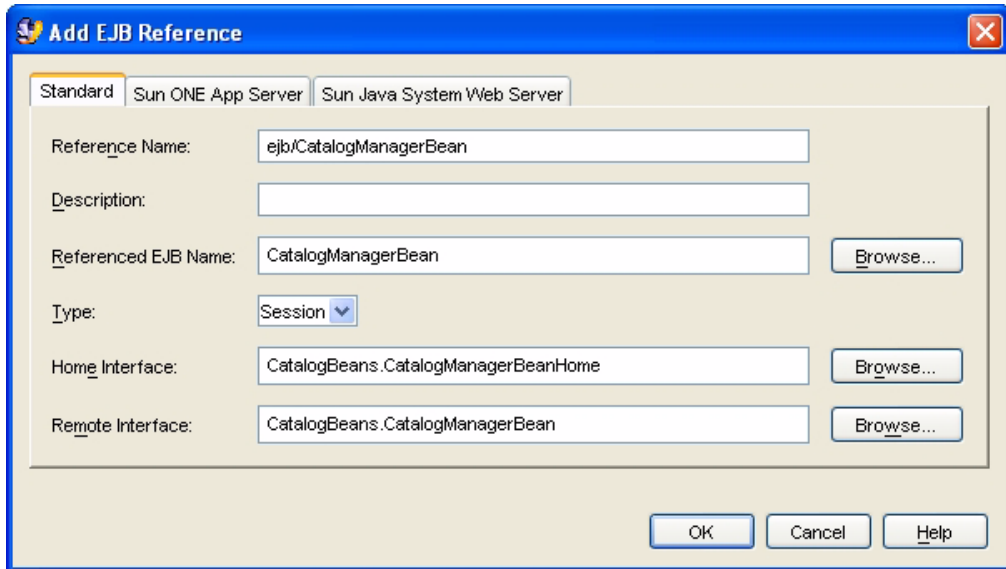 Add EJB Reference
Standard
Sun ONE App Server
Sun Java System Web Server
Reference Name: ejb/CatalogManagerBean
Description:
Referenced EJB Name: CatalogManagerBean Browse...
Type: Session
Home Interface: CatalogBeans.CatalogManagerBeanHome Browse...
Remote Interface: CatalogBeans.CatalogManagerBean Browse...
OK Cancel Help